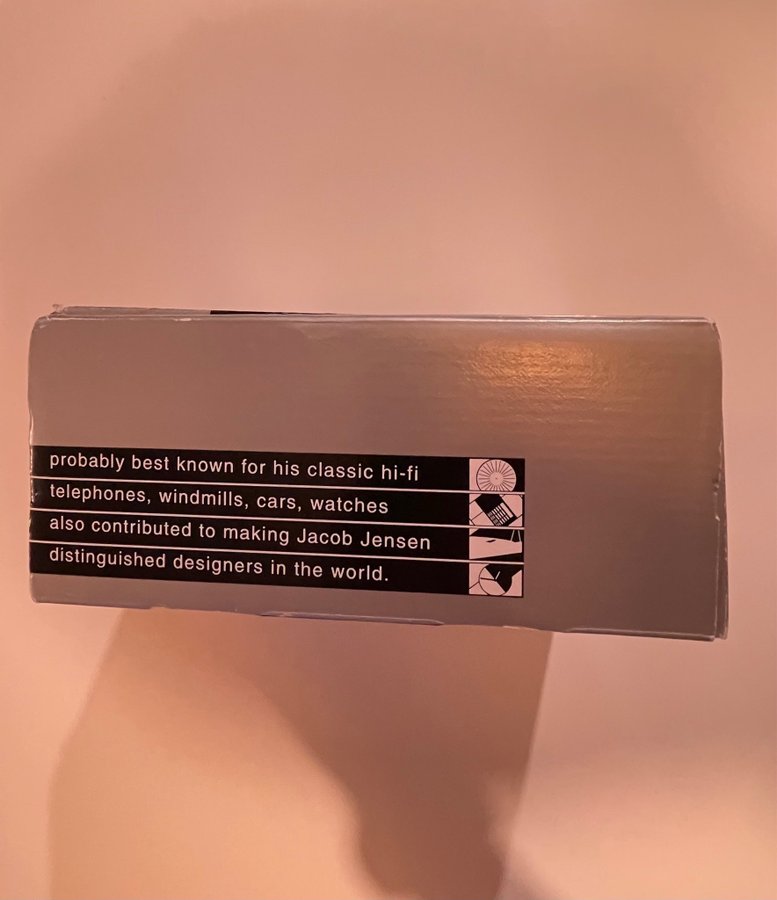 probably best known for his classic hi-fi
telephones, windmills, cars, watches
also contributed to making Jacob Jensen
distinguished designers in the world.